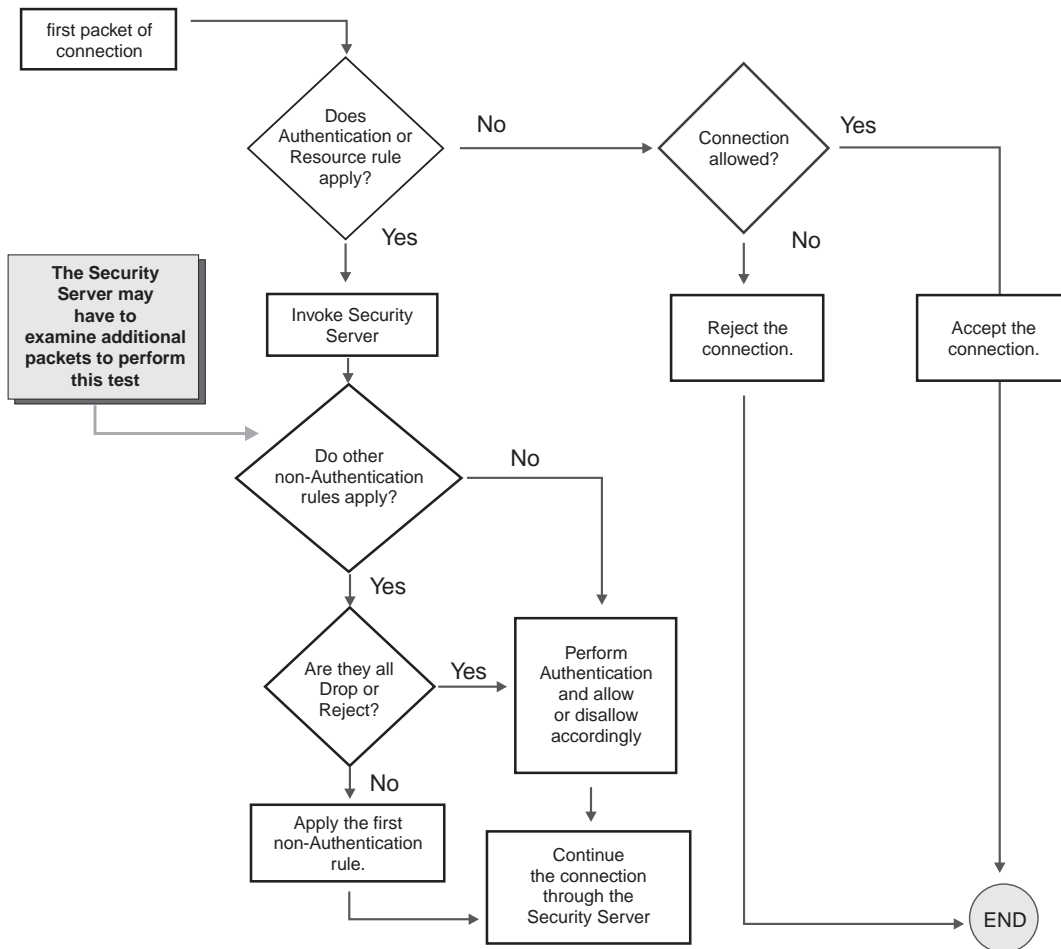 first packet of
connection
Does
Authentication or
Resource rule
apply?
No
Connection
allowed?
Yes
Yes
No
The Security
Server may
have to
examine additional
packets to perform
this test
Invoke Security
Server
Reject the
connection.
Accept the
connection.
Do other
non-Authentication
rules apply?
No
Yes
Are they all
Drop or
Reject?
Yes
Perform
Authentication
and allow
or disallow
accordingly
No
Apply the first
non-Authentication
rule.
Continue
the connection
through the
Security Server
END